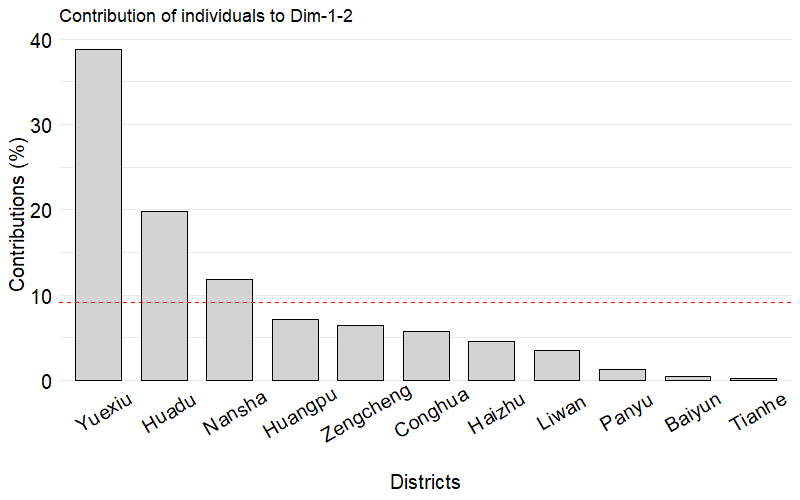 Contribution of individuals to Dim-1-2
Contributions (%)
40
30
20
10
0
Yuexiu
Huadu
Nansha
Huangpu
Zengcheng
Conghua
Haizhu
Liwan
Panyu
Baiyun
Tianhe
Districts